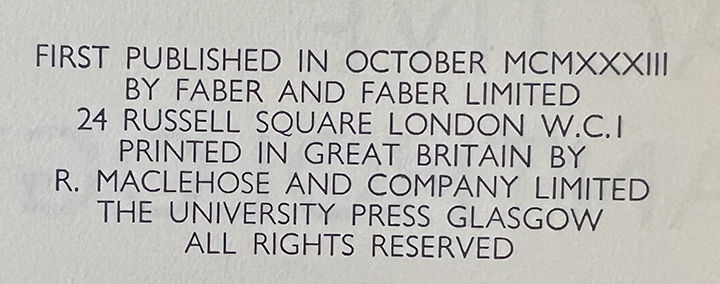 FIRST PUBLISHED IN OCTOBER MCMXXXIII
BY FABER AND FABER LIMITED
24 RUSSELL SQUARE LONDON W.C.1
PRINTED IN GREAT BRITAIN BY
R. MACLEHOSE AND COMPANY LIMITED
THE UNIVERSITY PRESS GLASGOW
ALL RIGHTS RESERVED